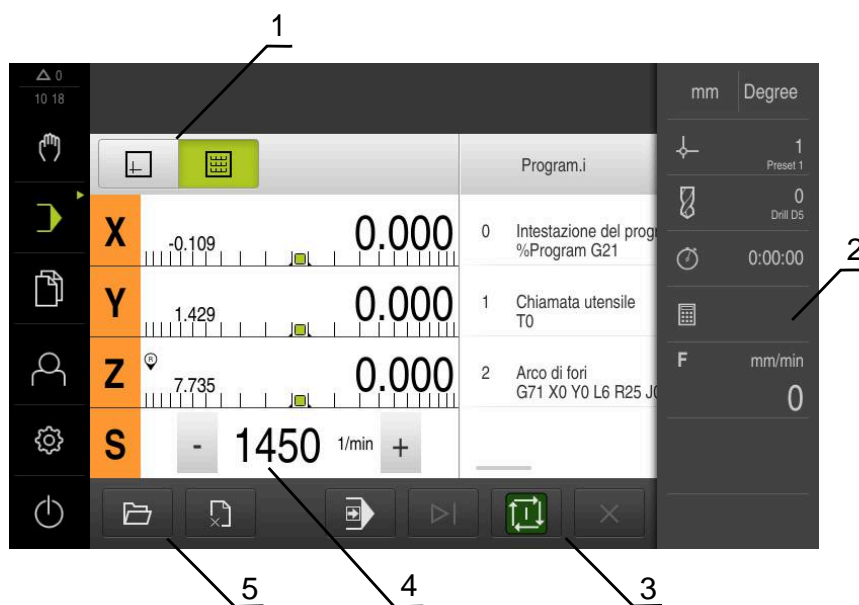 1
0
10 18
mm Degree
1
Preset 1
Program.i
0
Drill D5
X -0.109 0.000
0 Intestazione del progr
%Program G21
0:00:00
2
Y 1.429 0.000
1 Chiamata utensile
T0
F mm/min
0
Z R 7.735 0.000
2 Arco di fori
G71 X0 Y0 L6 R25 J0
S - 1450 1/min +
5 4 3